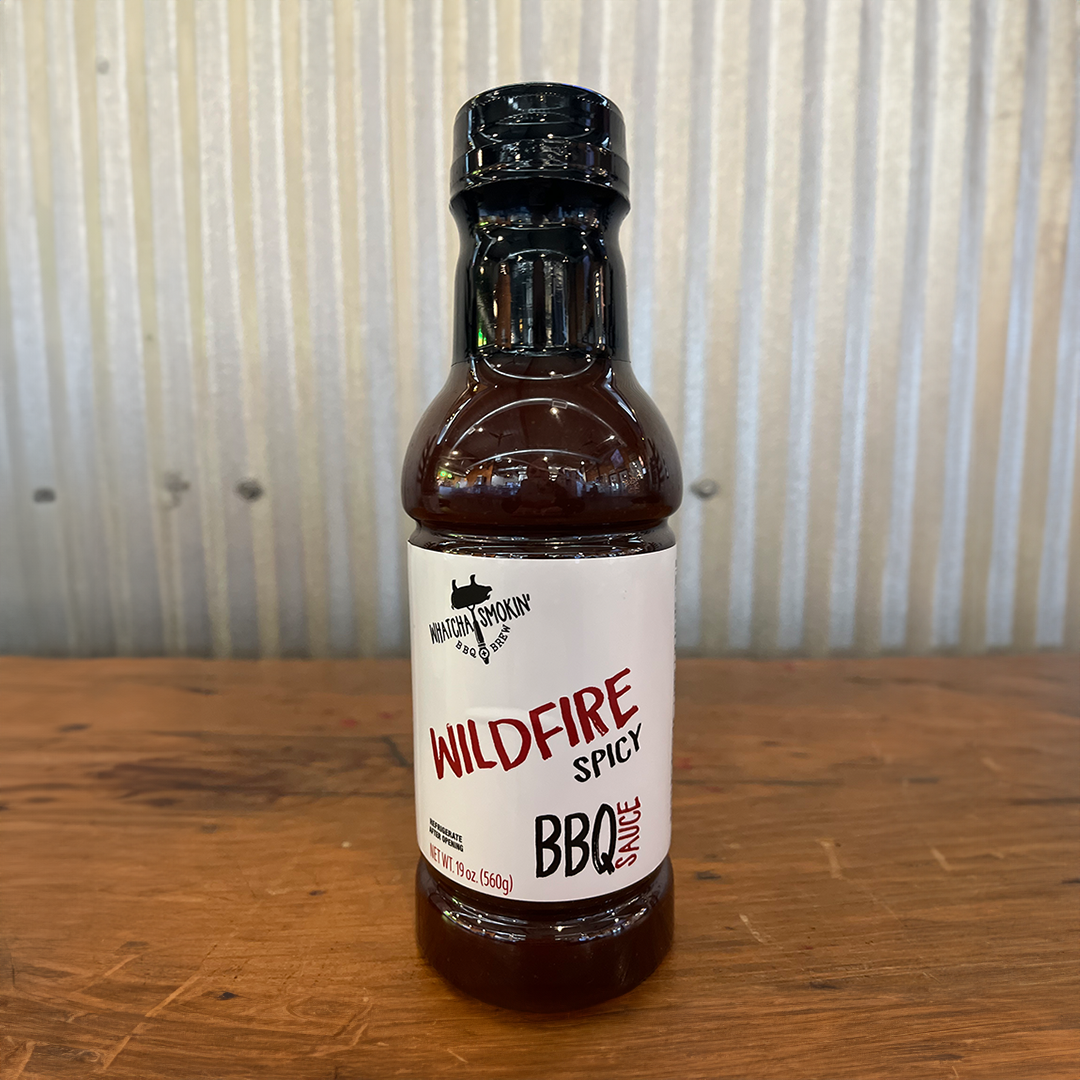 WHATCHA SMOKIN'
BBQ BREW
WILDFIRE
SPICY
BBQ SAUCE
REFRIGERATE
AFTER OPENING
NET WT. 19 oz. (560g)